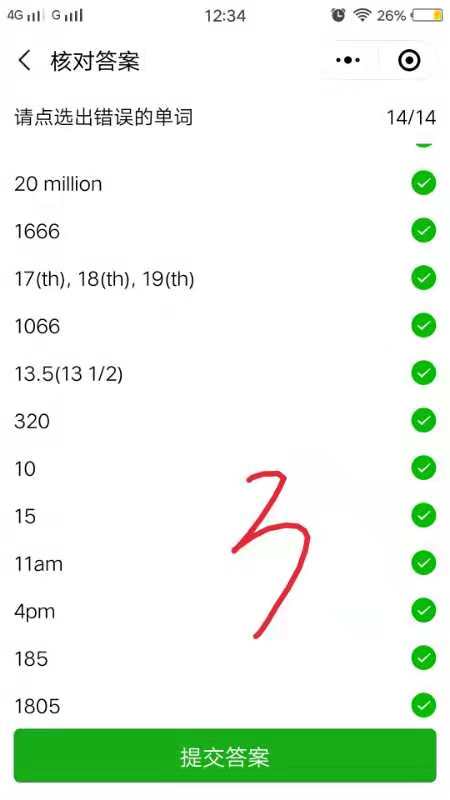 4G G 12:34 26%
核对答案
请点选出错误的单词 14/14
20 million
1666
17(th), 18(th), 19(th)
1066
13.5(13 1/2)
320
10
15
11am
4pm
185
1805
3
提交答案